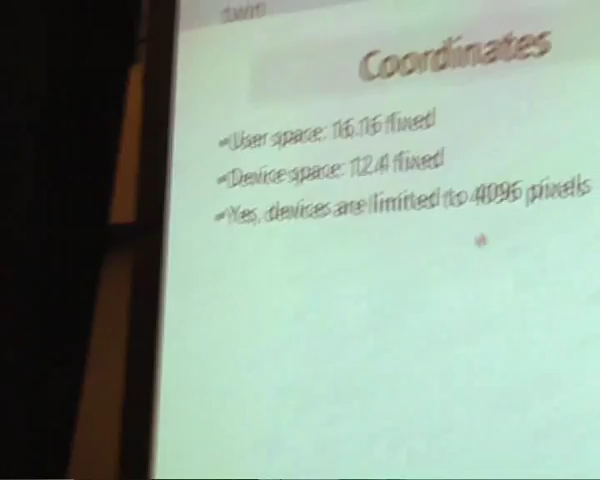 Coordinates
User space: 16.16 fixed
Device space: 12.4 fixed
Yes, devices are limited to 4096 pixels